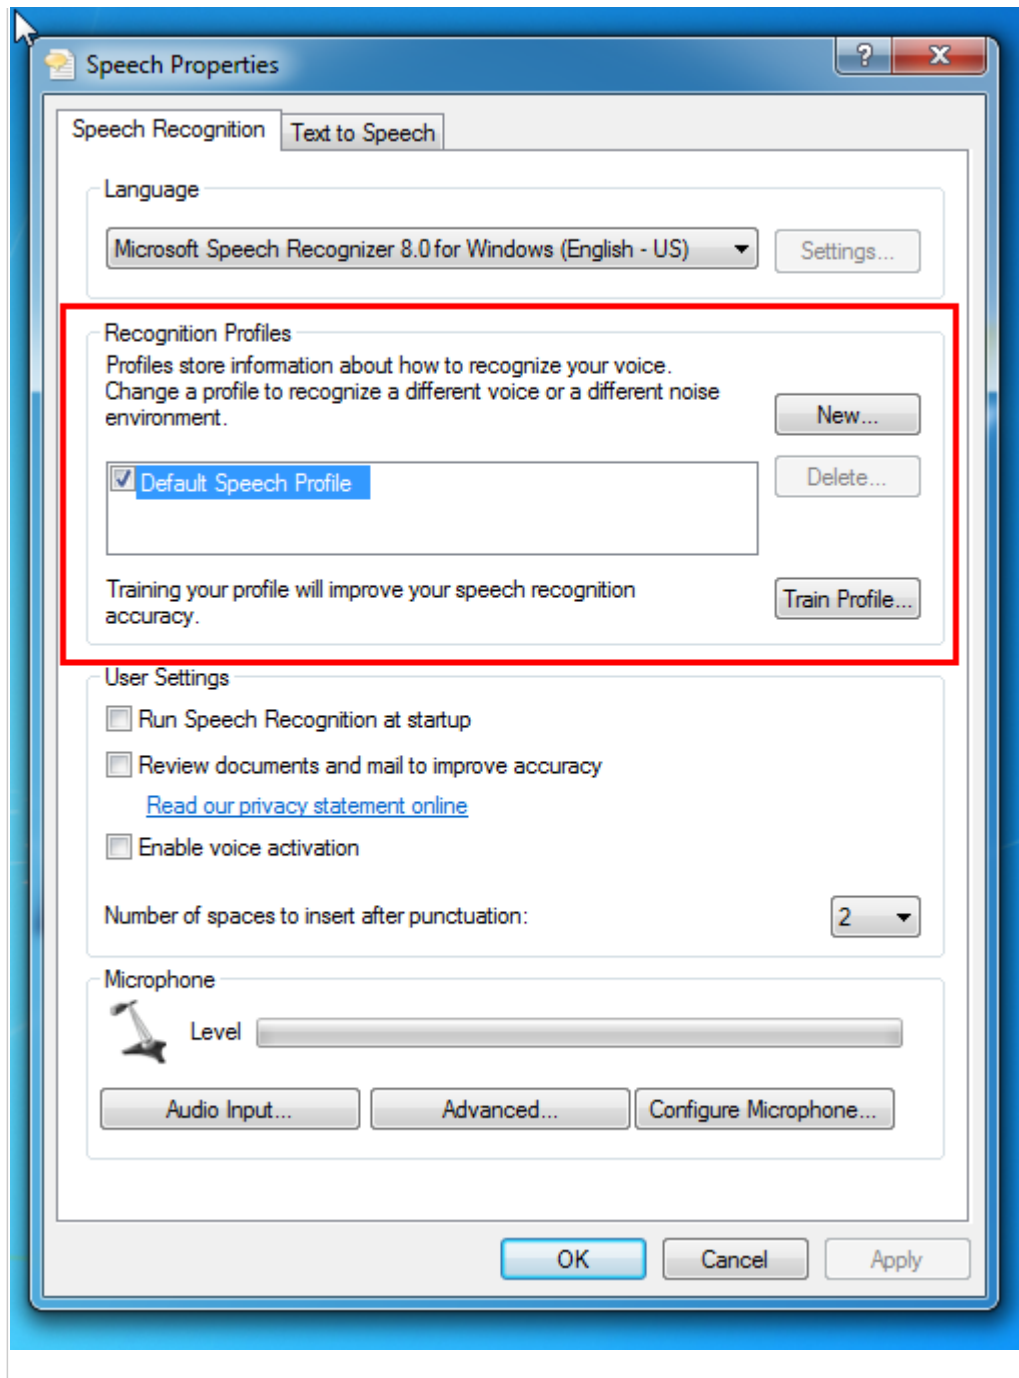 Speech Properties
?
Speech Recognition
Text to Speech
Language
Microsoft Speech Recognizer 8.0 for Windows (English - US)
Settings...
Recognition Profiles
Profiles store information about how to recognize your voice.
Change a profile to recognize a different voice or a different noise
environment.
New...
Default Speech Profile
Delete...
Training your profile will improve your speech recognition
accuracy.
Train Profile...
User Settings
Run Speech Recognition at startup
Review documents and mail to improve accuracy
Read our privacy statement online
Enable voice activation
Number of spaces to insert after punctuation:
2
Microphone
Level
Audio Input...
Advanced...
Configure Microphone...
OK
Cancel
Apply